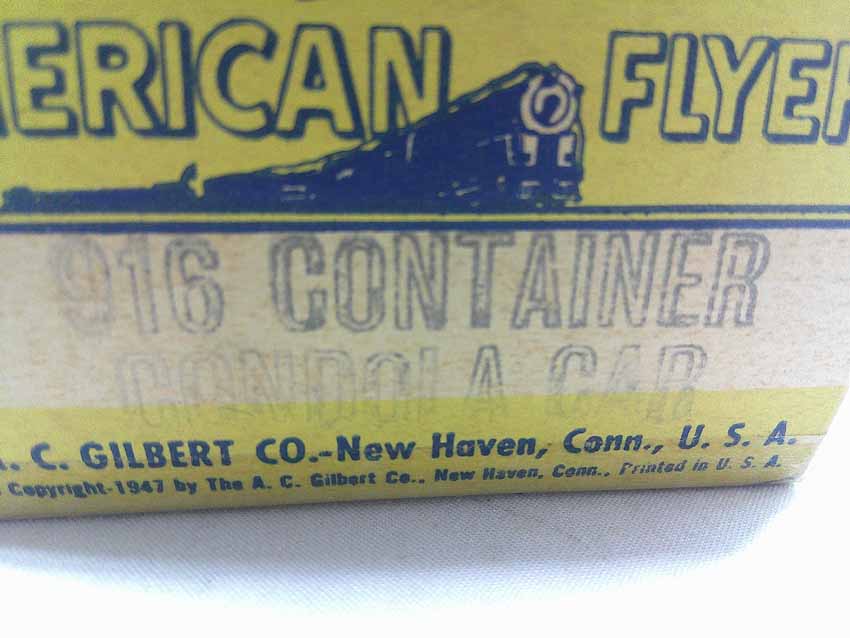 ERICAN FLYER
916 CONTAINER
GONDOLA CAR
. C. GILBERT CO.-New Haven, Conn., U. S. A.
Copyright-1947 by The A. C. Gilbert Co., New Haven, Conn., Printed in U. S. A.